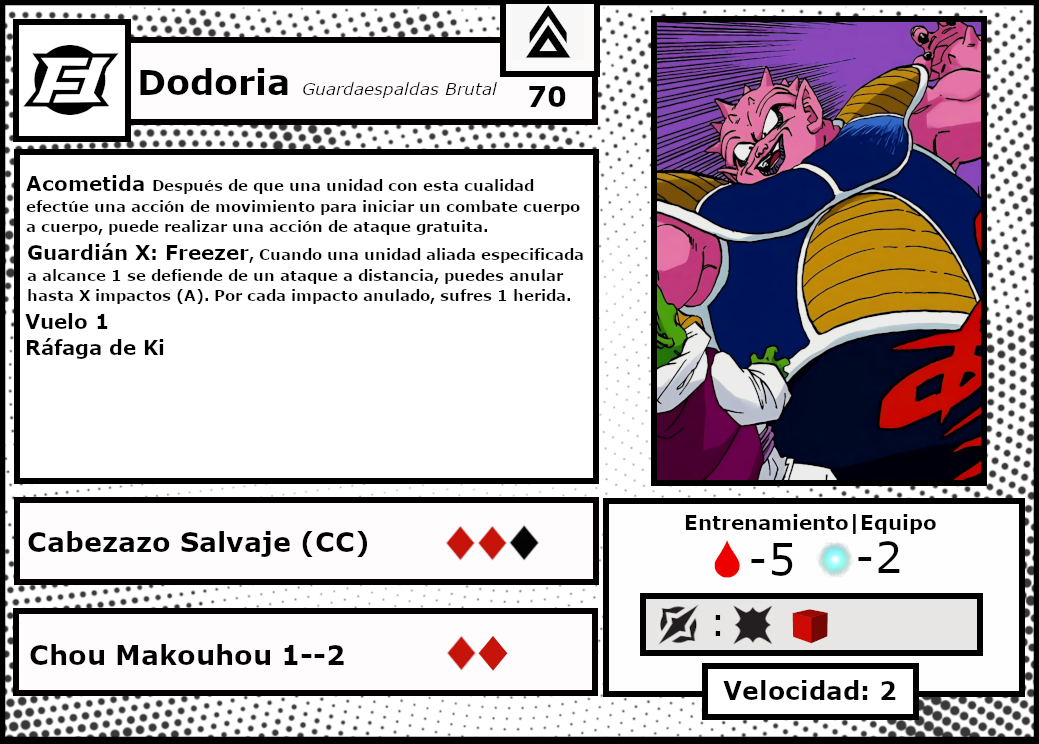 Dodoria Guardaespaldas Brutal
70
Acometida Después de que una unidad con esta cualidad
efectúe una acción de movimiento para iniciar un combate cuerpo
a cuerpo, puede realizar una acción de ataque gratuita.
Guardián X: Freezer, Cuando una unidad aliada especificada
a alcance 1 se defiende de un ataque a distancia, puedes anular
hasta X impactos (A). Por cada impacto anulado, sufres 1 herida.
Vuelo 1
Ráfaga de Ki
Cabezazo Salvaje (CC)
Chou Makouhou 1--2
Entrenamiento|Equipo
-5 -2
:
Velocidad: 2